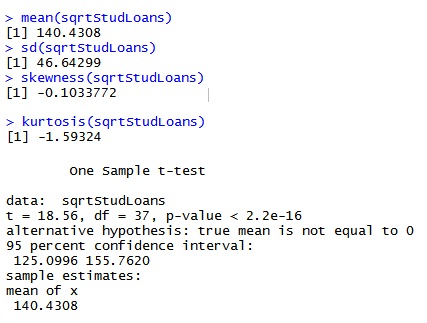 > mean(sqrtStudLoans)
[1] 140.4308
> sd(sqrtStudLoans)
[1] 46.64299
> skewness(sqrtStudLoans)
[1] -0.1033772
> kurtosis(sqrtStudLoans)
[1] -1.59324
One Sample t-test
data:  sqrtStudLoans
t = 18.56, df = 37, p-value < 2.2e-16
alternative hypothesis: true mean is not equal to 0
95 percent confidence interval:
125.0996 155.7620
sample estimates:
mean of x
140.4308